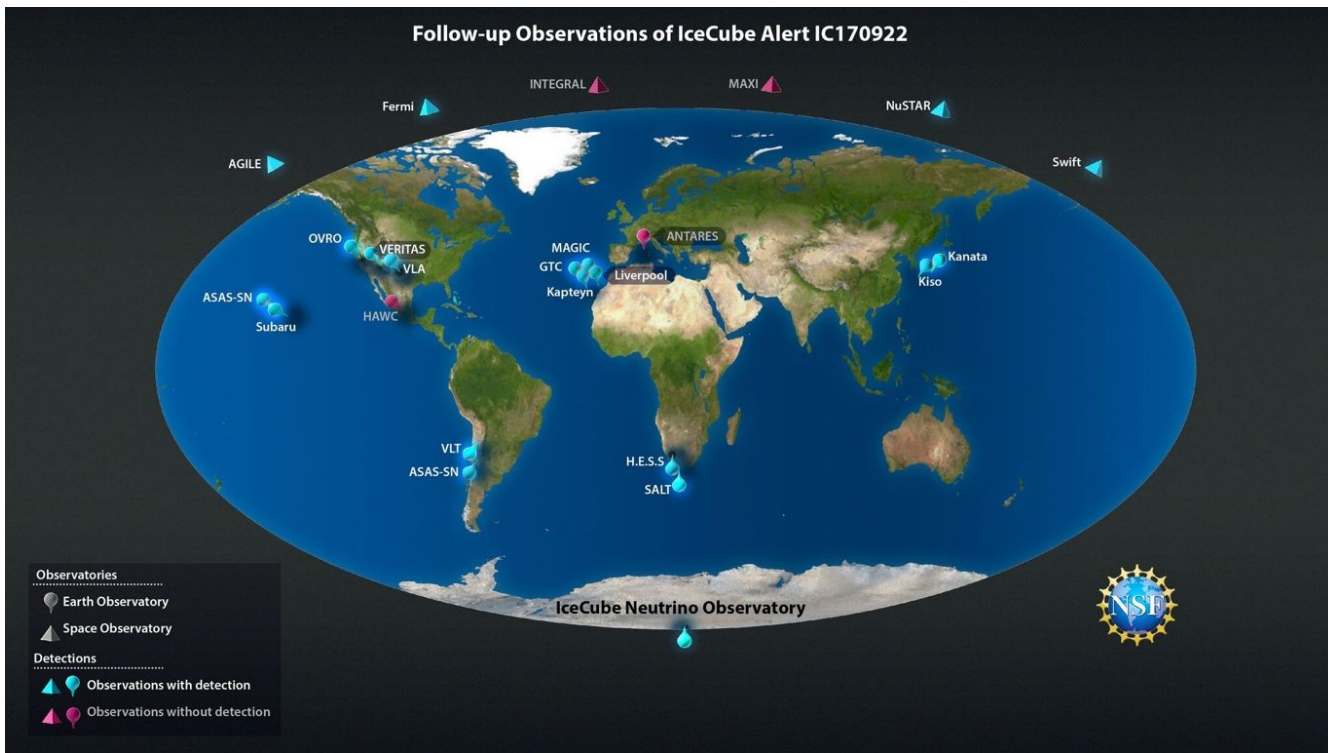 Follow-up Observations of IceCube Alert IC170922
INTEGRAL
MAXI
Fermi
NuSTAR
AGILE
Swift
OVRO
VERITAS
VLA
MAGIC
ANTARES
GTC
Liverpool
Kapteyn
Kanata
Kiso
ASAS-SN
Subaru
HAWC
VLT
ASAS-SN
H.E.S.S
SALT
IceCube Neutrino Observatory
NSF
Observatories
Earth Observatory
Space Observatory
Detections
Observations with detection
Observations without detection